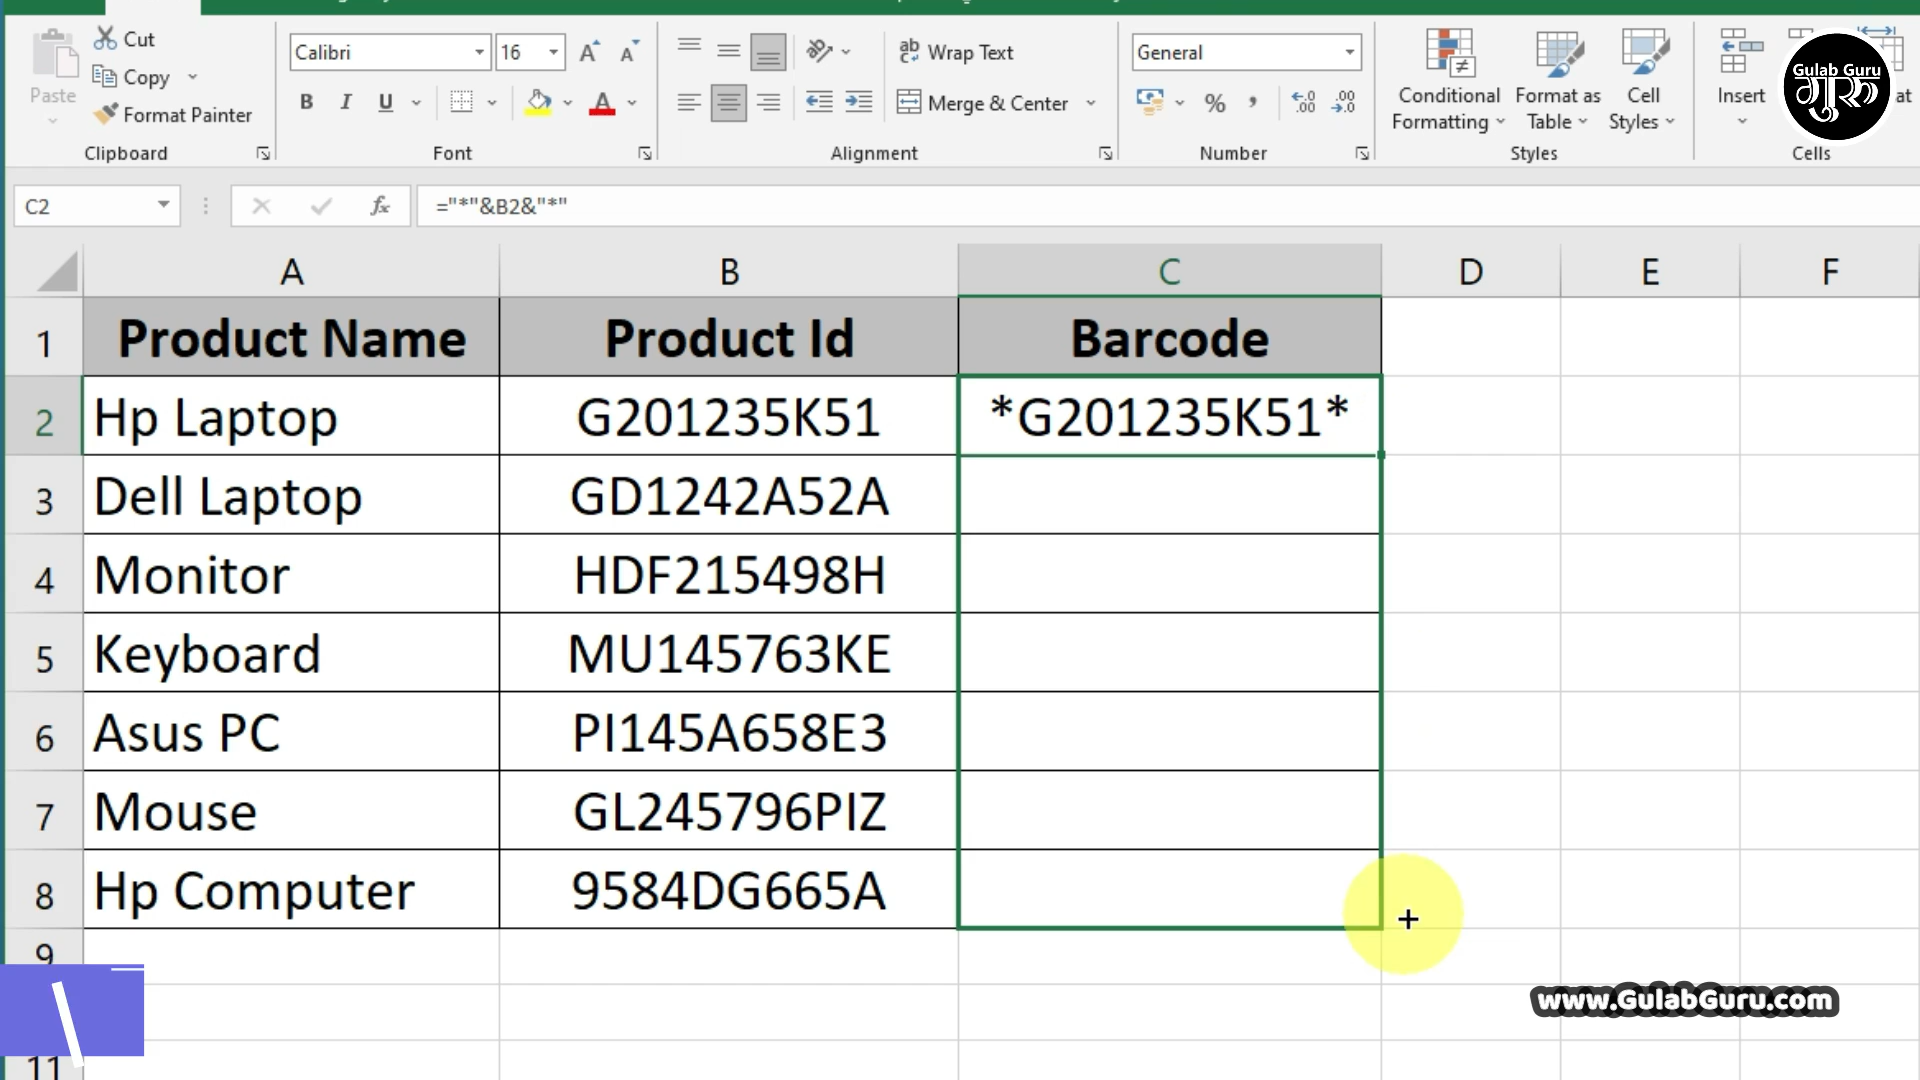 Cut
Copy
Paste
Format Painter
Clipboard
Calibri
16
B I U
Font
Wrap Text
Merge & Center
Alignment
General
% ,
Number
Conditional
Formatting
Format as
Table
Cell
Styles
Styles
Insert
at
Cells
Gulab Guru
गुरू
C2
fx
="*"&B2&"*"
A B C D E F
1 Product Name Product Id Barcode
2 Hp Laptop G201235K51 *G201235K51*
3 Dell Laptop GD1242A52A
4 Monitor HDF215498H
5 Keyboard MU145763KE
6 Asus PC PI145A658E3
7 Mouse GL245796PIZ
8 Hp Computer 9584DG665A
9
11
www.GulabGuru.com